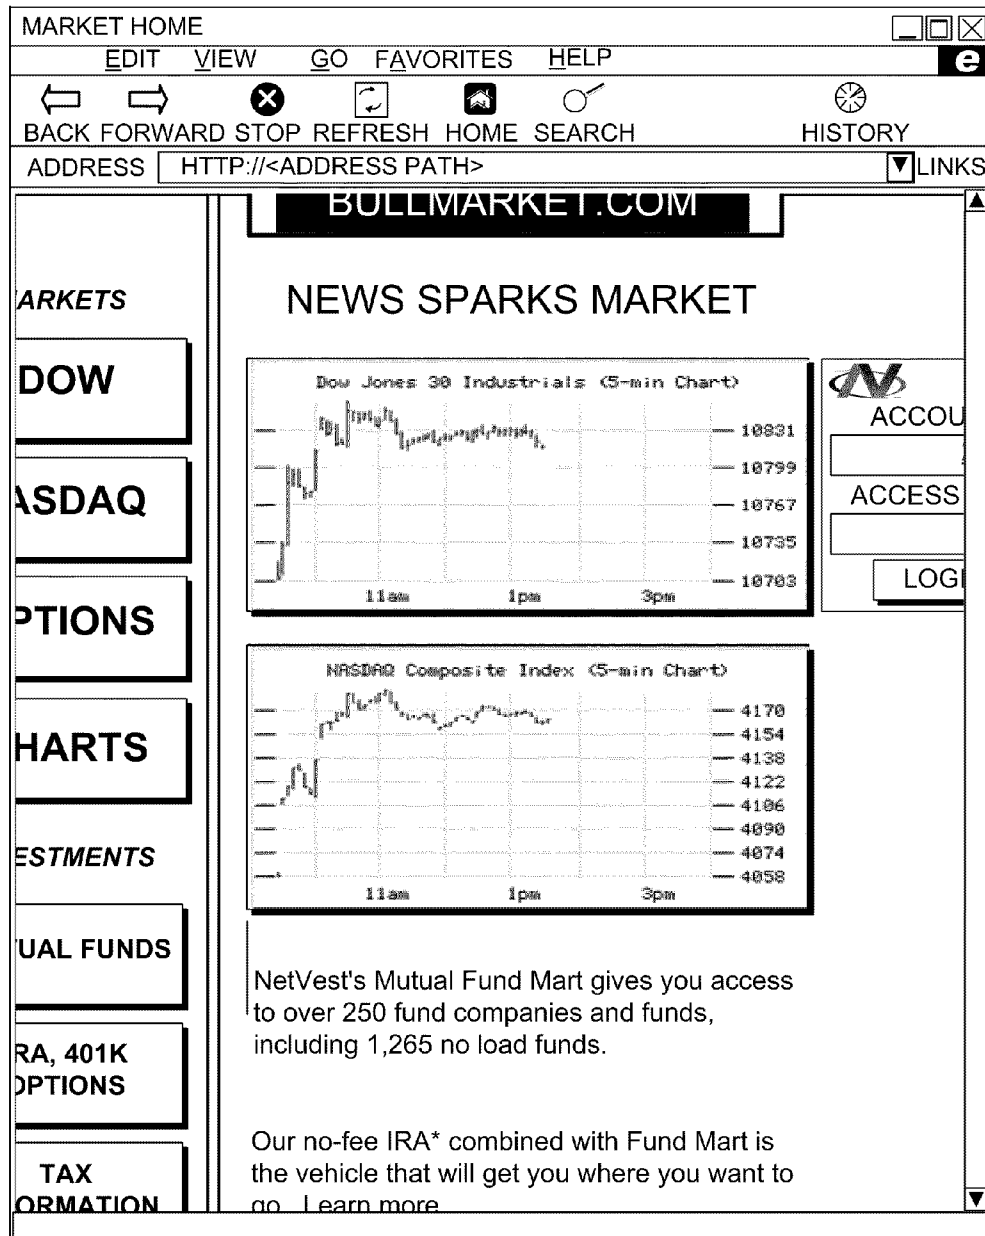 MARKET HOME
EDIT VIEW GO FAVORITES HELP
e
BACK FORWARD STOP REFRESH HOME SEARCH HISTORY
ADDRESS HTTP://<ADDRESS PATH> LINKS
BULLMARKET.COM
ARKETS
DOW
ASDAQ
PTIONS
HARTS
ESTMENTS
UAL FUNDS
RA, 401K
OPTIONS
TAX
ORMATION
NEWS SPARKS MARKET
Dow Jones 30 Industrials (5-min Chart)
10831
10799
10767
10735
10703
11am 1pm 3pm
NASDAQ Composite Index (5-min Chart)
4170
4154
4138
4122
4106
4090
4074
4058
11am 1pm 3pm
NetVest's Mutual Fund Mart gives you access
to over 250 fund companies and funds,
including 1,265 no load funds.
Our no-fee IRA* combined with Fund Mart is
the vehicle that will get you where you want to
go. Learn more
N
ACCOU
ACCESS
LOGI